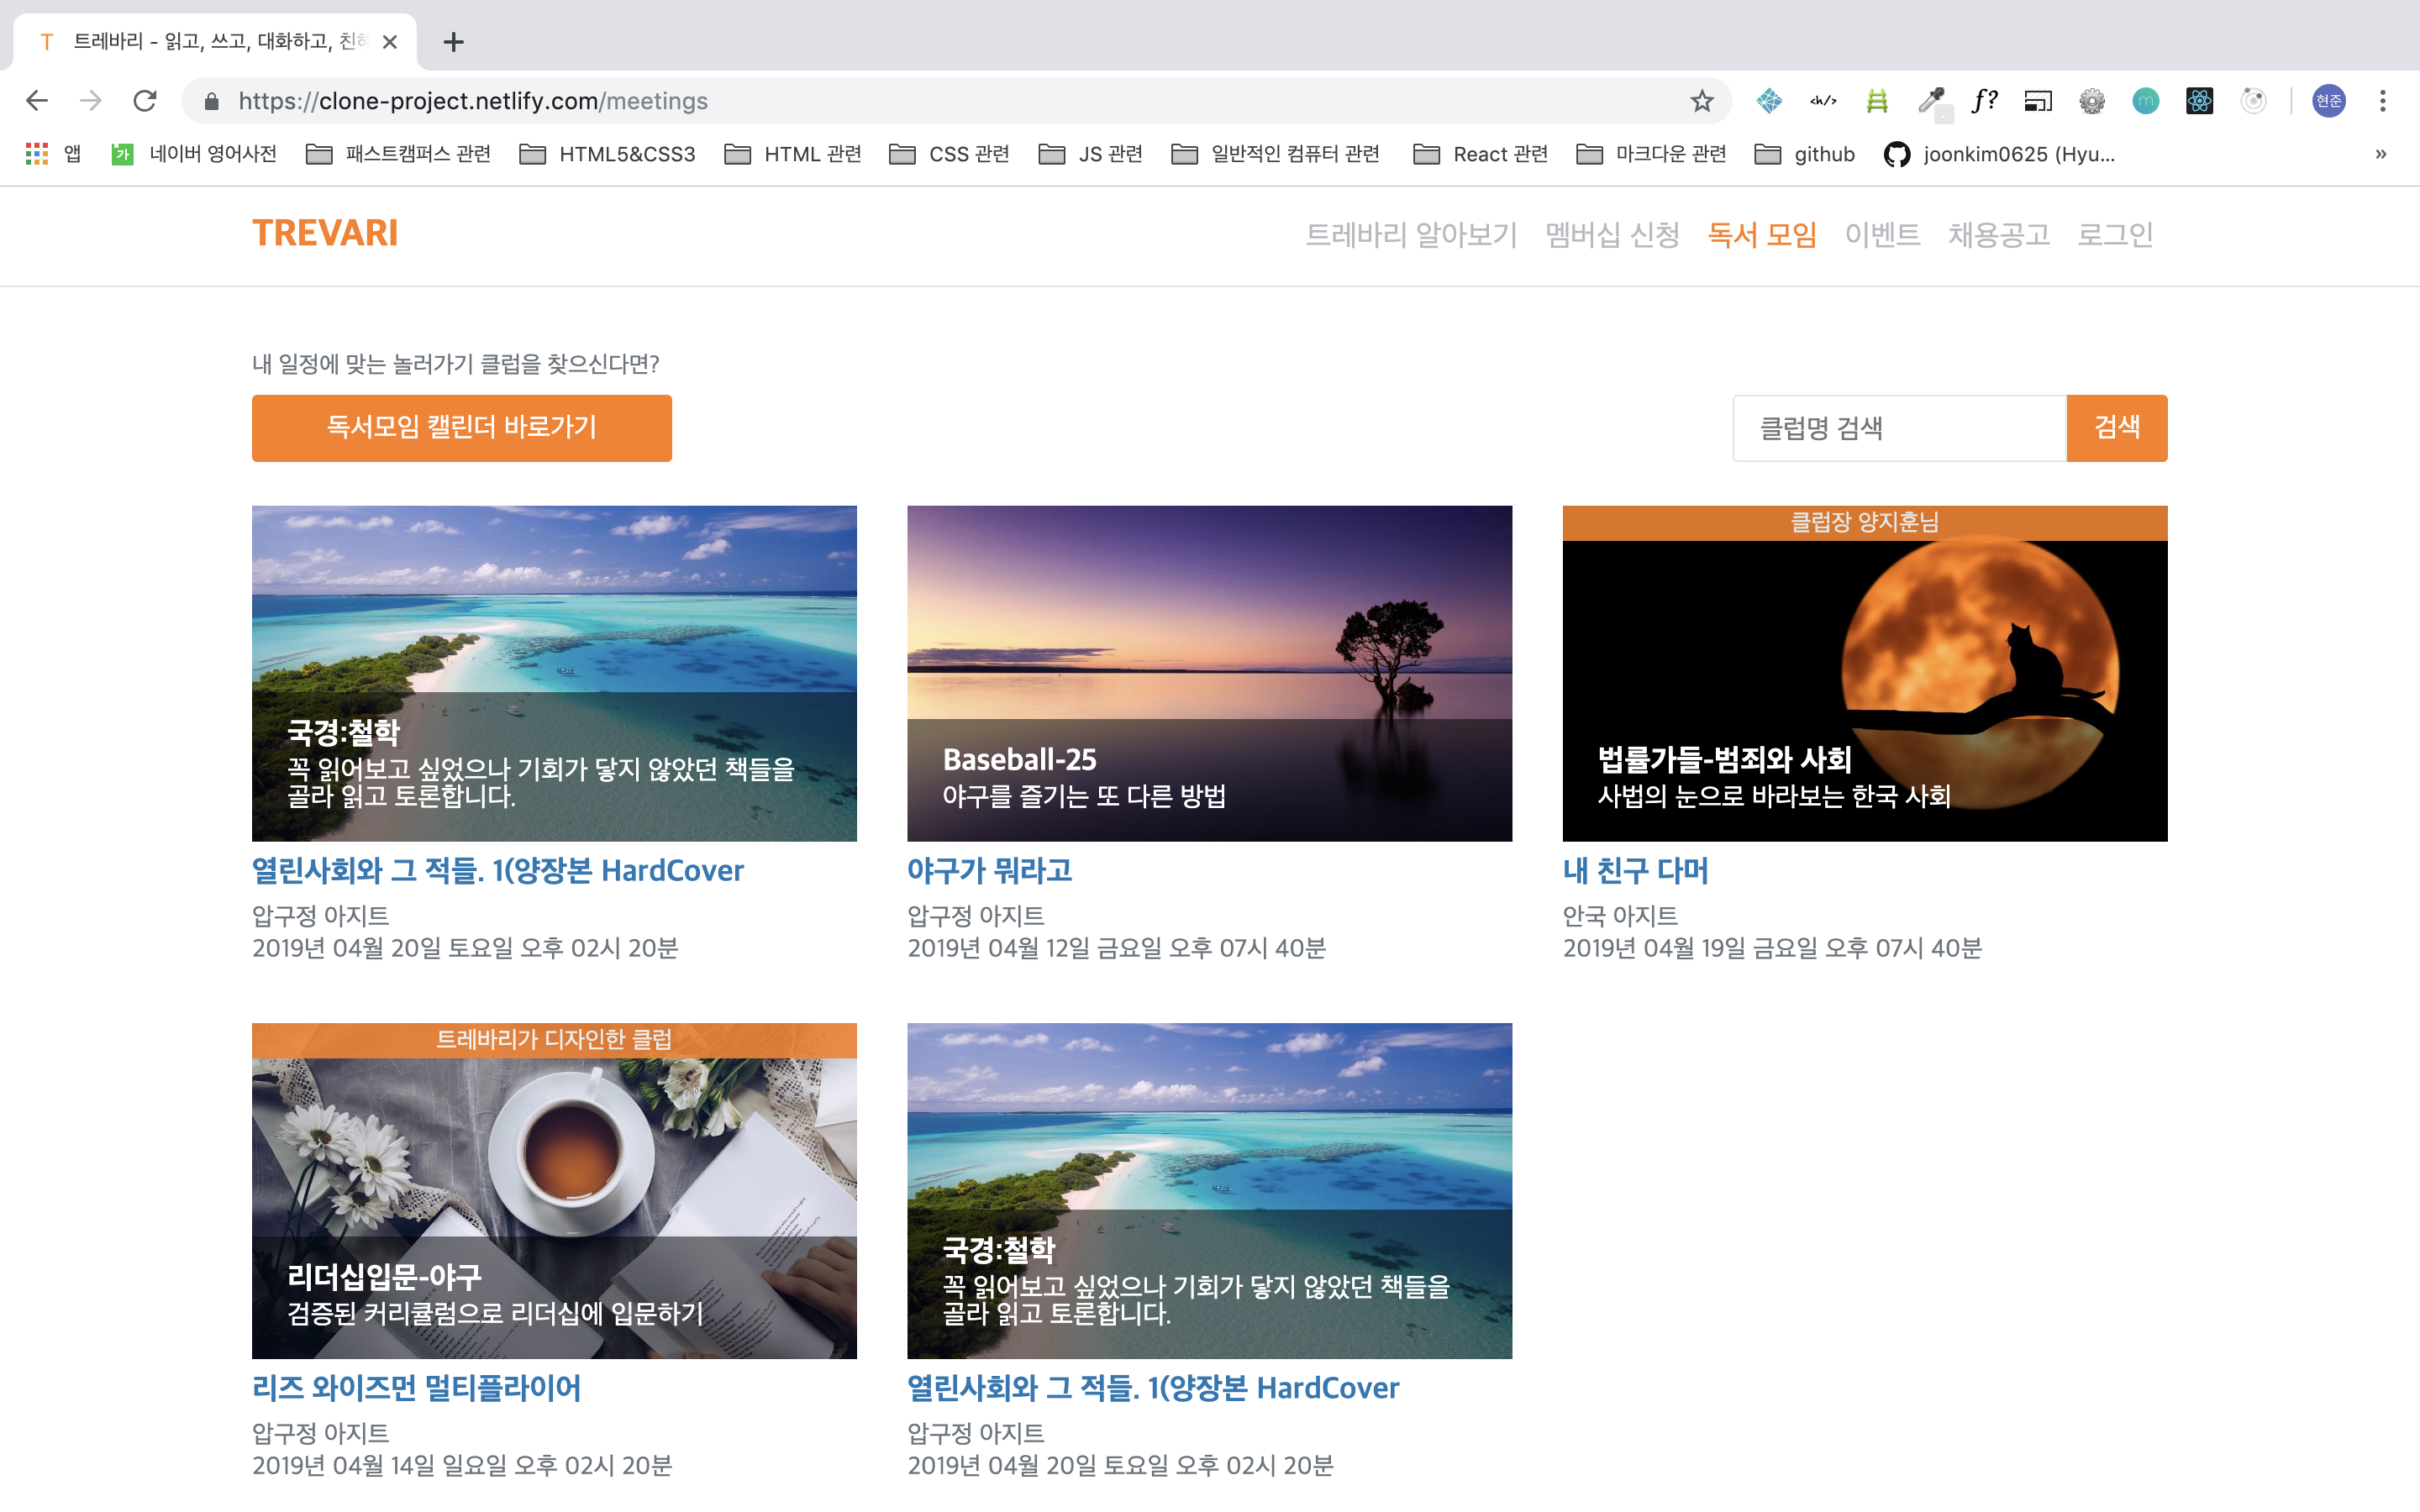 T 트레바리 - 읽고, 쓰고, 대화하고, 친하
https://clone-project.netlify.com/meetings
<h/>
f?
m
현준
앱
가 네이버 영어사전
패스트캠퍼스 관련
HTML5&CSS3
HTML 관련
CSS 관련
JS 관련
일반적인 컴퓨터 관련
React 관련
마크다운 관련
github
joonkim0625 (Hyu...
»
TREVARI
트레바리 알아보기 멤버십 신청 독서 모임 이벤트 채용공고 로그인
내 일정에 맞는 놀러가기 클럽을 찾으신다면?
독서모임 캘린더 바로가기
클럽명 검색 검색
국경:철학
꼭 읽어보고 싶었으나 기회가 닿지 않았던 책들을
골라 읽고 토론합니다.
열린사회와 그 적들. 1(양장본 HardCover
압구정 아지트
2019년 04월 20일 토요일 오후 02시 20분
Baseball-25
야구를 즐기는 또 다른 방법
야구가 뭐라고
압구정 아지트
2019년 04월 12일 금요일 오후 07시 40분
클럽장 양지훈님
법률가들-범죄와 사회
사법의 눈으로 바라보는 한국 사회
내 친구 다머
안국 아지트
2019년 04월 19일 금요일 오후 07시 40분
트레바리가 디자인한 클럽
리더십입문-야구
검증된 커리큘럼으로 리더십에 입문하기
리즈 와이즈먼 멀티플라이어
압구정 아지트
2019년 04월 14일 일요일 오후 02시 20분
국경:철학
꼭 읽어보고 싶었으나 기회가 닿지 않았던 책들을
골라 읽고 토론합니다.
열린사회와 그 적들. 1(양장본 HardCover
압구정 아지트
2019년 04월 20일 토요일 오후 02시 20분